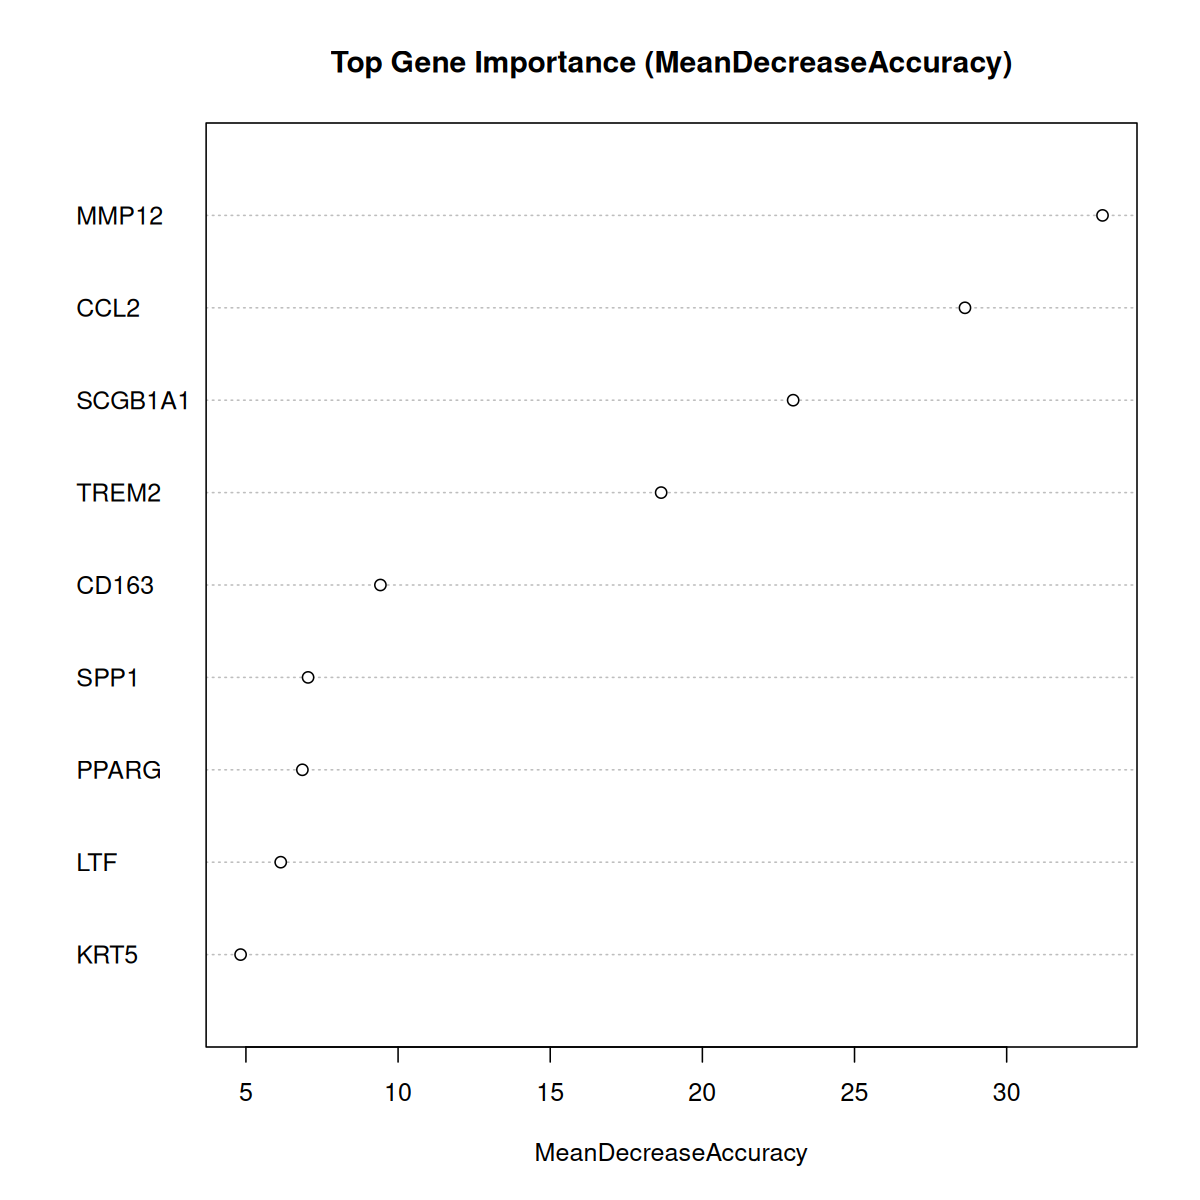 Top Gene Importance (MeanDecreaseAccuracy)
MMP12
CCL2
SCGB1A1
TREM2
CD163
SPP1
PPARG
LTF
KRT5
5 10 15 20 25 30
MeanDecreaseAccuracy